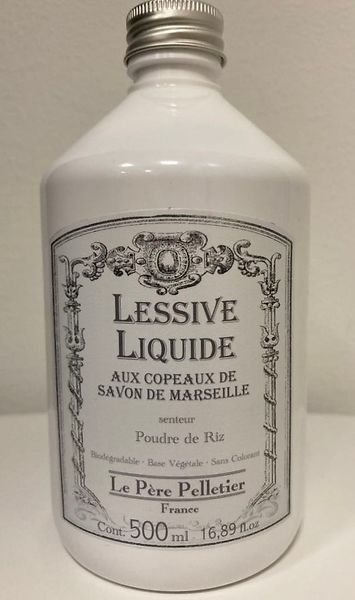 LESSIVE
LIQUIDE
AUX COPEAUX DE
SAVON DE MARSEILLE
senteur
Poudre de Riz
Biodégradable · Base Végétale · Sans Colorant
Le Père Pelletier
France
Cont. 500 ml 16,89 fl.oz